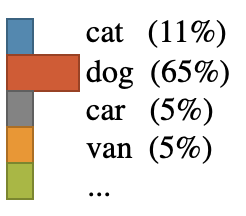 cat (11%)
dog (65%)
car (5%)
van (5%)
...